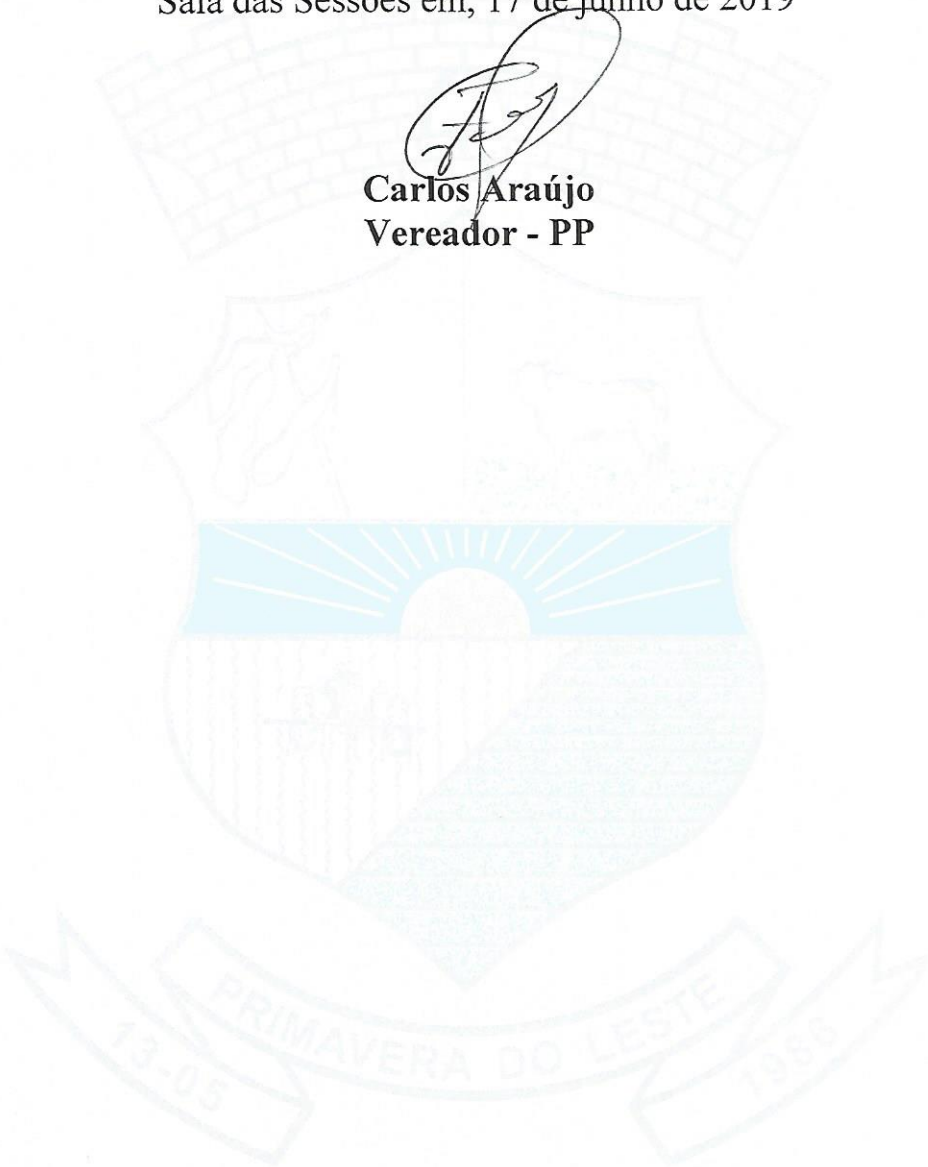 Sala das Sessões em, 17 de junho de 2019
Carlos Araújo
Vereador - PP
PRIMAVERA DO LESTE
13-05
1986